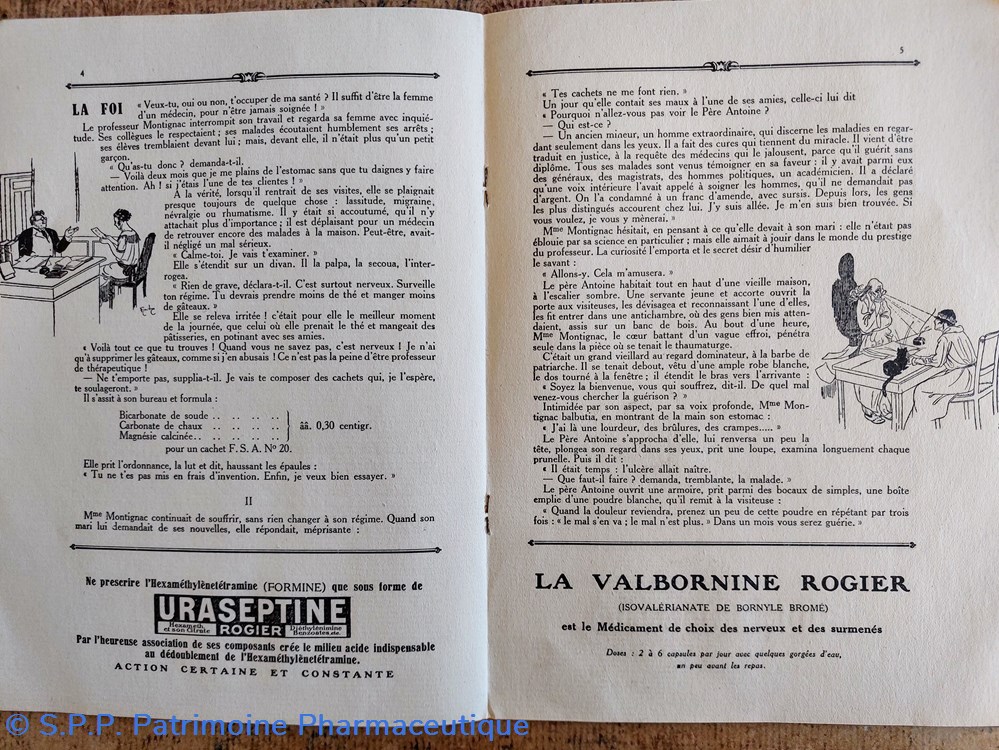 4
LA FOI « Veux-tu, oui ou non, t'occuper de ma santé ? Il suffit d'être la femme
d'un médecin, pour n'être jamais soignée ! »
Le professeur Montignac interrompit son travail et regarda sa femme avec inquié-
tude. Ses collègues le respectaient ; ses malades écoutaient humblement ses arrêts ;
ses élèves tremblaient devant lui ; mais, devant elle, il n'était plus qu'un petit
garçon.
« Qu'as-tu donc ? demanda-t-il.
— Voilà deux mois que je me plains de l'estomac sans que tu daignes y faire
attention. Ah ! si j'étais l'une de tes clientes ! »
A la vérité, lorsqu'il rentrait de ses visites, elle se plaignait
presque toujours de quelque chose : lassitude, migraine,
névralgie ou rhumatisme. Il y était si accoutumé, qu'il n'y
attachait plus d'importance ; il est déplaisant pour un médecin
de retrouver encore des malades à la maison. Peut-être, avait-
il négligé un mal sérieux.
« Calme-toi. Je vais t'examiner. »
Elle s'étendit sur un divan. Il la palpa, la secoua, l'inter-
rogea.
« Rien de grave, déclara-t-il. C'est surtout nerveux. Surveille
ton régime. Tu devrais prendre moins de thé et manger moins
de gâteaux. »
Elle se releva irritée ! c'était pour elle le meilleur moment
de la journée, que celui où elle prenait le thé et mangeait des
pâtisseries, en potinant avec ses amies.
« Voilà tout ce que tu trouves ! Quand vous ne savez pas, c'est nerveux ! Je n'ai
qu'à supprimer les gâteaux, comme si j'en abusais ! Ce n'est pas la peine d'être professeur
de thérapeutique !
— Ne t'emporte pas, supplia-t-il. Je vais te composer des cachets qui, je l'espère,
te soulageront. »
Il s'assit à son bureau et formula :
Bicarbonate de soude .. .. .. ..
Carbonate de chaux .. .. .. .. ââ. 0,30 centigr.
Magnésie calcinée.. .. .. .. ..
pour un cachet F. S. A. No 20.
Elle prit l'ordonnance, la lut et dit, haussant les épaules :
« Tu ne t'es pas mis en frais d'invention. Enfin, je veux bien essayer. »
II
Mme Montignac continuait de souffrir, sans rien changer à son régime. Quand son
mari lui demandait de ses nouvelles, elle répondait, méprisante :
Ne prescrire l'Hexaméthylènetétramine (FORMINE) que sous forme de
URASEPTINE
Hexameth. et son Citrate ROGIER Diéthylénimine Benzoates, etc.
Par l'heureuse association de ses composants crée le milieu acide indispensable
au dédoublement de l'Hexaméthylènetétramine.
ACTION CERTAINE ET CONSTANTE
5
« Tes cachets ne me font rien. »
Un jour qu'elle contait ses maux à l'une de ses amies, celle-ci lui dit
« Pourquoi n'allez-vous pas voir le Père Antoine ?
— Qui est-ce ?
— Un ancien mineur, un homme extraordinaire, qui discerne les maladies en regar-
dant seulement dans les yeux. Il a fait des cures qui tiennent du miracle. Il vient d'être
traduit en justice, à la requête des médecins qui le jalousent, parce qu'il guérit sans
diplôme. Tous ses malades sont venus témoigner en sa faveur ; il y avait parmi eux
des généraux, des magistrats, des hommes politiques, un académicien. Il a déclaré
qu'une voix intérieure l'avait appelé à soigner les hommes, qu'il ne demandait pas
d'argent. On l'a condamné à un franc d'amende, avec sursis. Depuis lors, les gens
les plus distingués accourent chez lui. J'y suis allée. Je m'en suis bien trouvée. Si
vous voulez, je vous y mènerai. »
Mme Montignac hésitait, en pensant à ce qu'elle devait à son mari : elle n'était pas
éblouie par sa science en particulier ; mais elle aimait à jouir dans le monde du prestige
du professeur. La curiosité l'emporta et le secret désir d'humilier
le savant :
« Allons-y. Cela m'amusera. »
Le père Antoine habitait tout en haut d'une vieille maison,
à l'escalier sombre. Une servante jeune et accorte ouvrit la
porte aux visiteuses, les dévisagea et reconnaissant l'une d'elles,
les fit entrer dans une antichambre, où des gens bien mis atten-
daient, assis sur un banc de bois. Au bout d'une heure,
Mme Montignac, le cœur battant d'un vague effroi, pénétra
seule dans la pièce où se tenait le thaumaturge.
C'était un grand vieillard au regard dominateur, à la barbe de
patriarche. Il se tenait debout, vêtu d'une ample robe blanche,
le dos tourné à la fenêtre ; il étendit le bras vers l'arrivante :
« Soyez la bienvenue, vous qui souffrez, dit-il. De quel mal
venez-vous chercher la guérison ? »
Intimidée par son aspect, par sa voix profonde, Mme Mon-
tignac balbutia, en montrant de la main son estomac :
« J'ai là une lourdeur, des brûlures, des crampes..... »
Le Père Antoine s'approcha d'elle, lui renversa un peu la
tête, plongea son regard dans ses yeux, prit une loupe, examina longuement chaque
prunelle. Puis il dit :
« Il était temps : l'ulcère allait naître.
— Que faut-il faire ? demanda, tremblante, la malade. »
Le père Antoine ouvrit une armoire, prit parmi des bocaux de simples, une boîte
emplie d'une poudre blanche, qu'il remit à la visiteuse :
« Quand la douleur reviendra, prenez un peu de cette poudre en répétant par trois
fois : « le mal s'en va ; le mal n'est plus. » Dans un mois vous serez guérie. »
LA VALBORNINE ROGIER
(ISOVALÉRIANATE DE BORNYLE BROMÉ)
est le Médicament de choix des nerveux et des surmenés
Doses : 2 à 6 capsules par jour avec quelques gorgées d'eau,
un peu avant les repas.
© S.P.P. Patrimoine Pharmaceutique